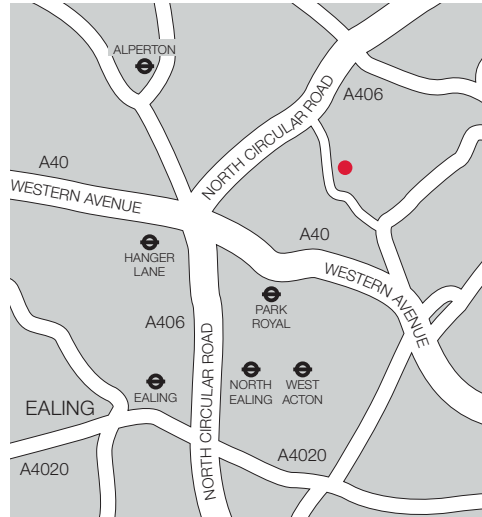 ALPERTON
A406
NORTH CIRCULAR ROAD
A40
WESTERN AVENUE
A40
HANGER
LANE
WESTERN AVENUE
PARK
ROYAL
A406
NORTH CIRCULAR ROAD
EALING
NORTH
EALING
WEST
ACTON
EALING
A4020
A4020